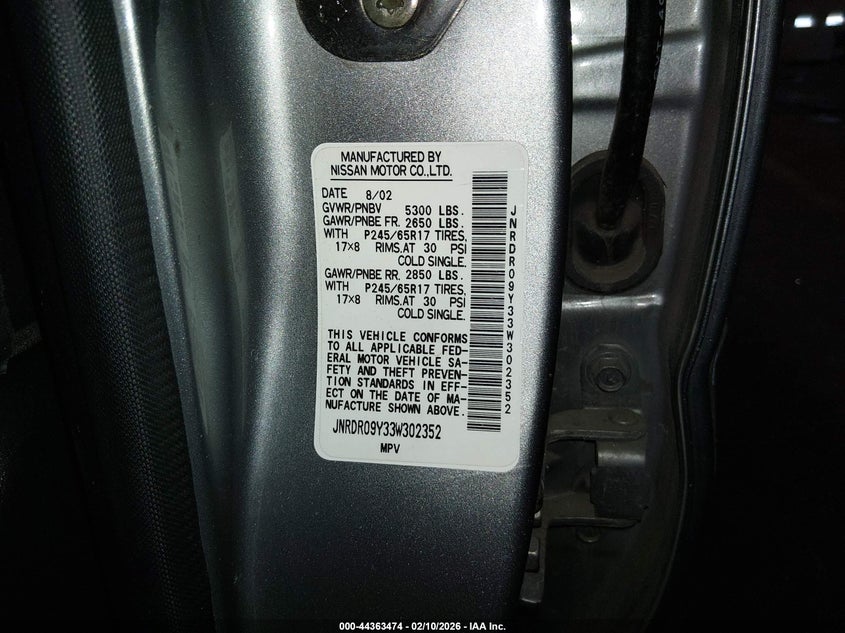 MANUFACTURED BY
NISSAN MOTOR CO.,LTD.
DATE 8/02
GVWR/PNBV 5300 LBS.
GAWR/PNBE FR. 2650 LBS.
WITH P245/65R17 TIRES,
17×8 RIMS,AT 30 PSI
COLD SINGLE.
GAWR/PNBE RR. 2850 LBS.
WITH P245/65R17 TIRES,
17×8 RIMS,AT 30 PSI
COLD SINGLE.
THIS VEHICLE CONFORMS
TO ALL APPLICABLE FED-
ERAL MOTOR VEHICLE SA-
FETY AND THEFT PREVEN-
TION STANDARDS IN EFF-
ECT ON THE DATE OF MA-
NUFACTURE SHOWN ABOVE.
JNRDR09Y33W302352
JNRDR09Y33W302352
MPV
000-44363474 - 02/10/2026 - IAA Inc.